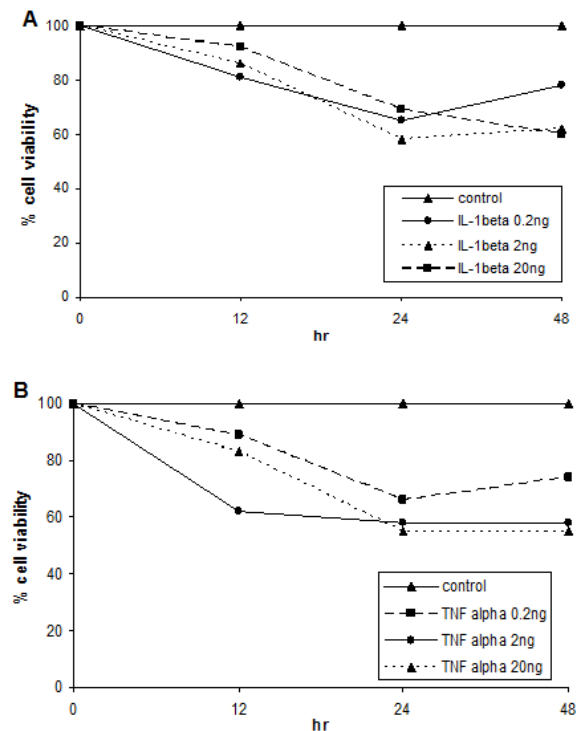 A
100
80
60
40
20
0
% cell viability
control
IL-1beta 0.2ng
IL-1beta 2ng
IL-1beta 20ng
0 12 24 48
hr
B
100
80
60
40
20
0
% cell viability
control
TNF alpha 0.2ng
TNF alpha 2ng
TNF alpha 20ng
0 12 24 48
hr